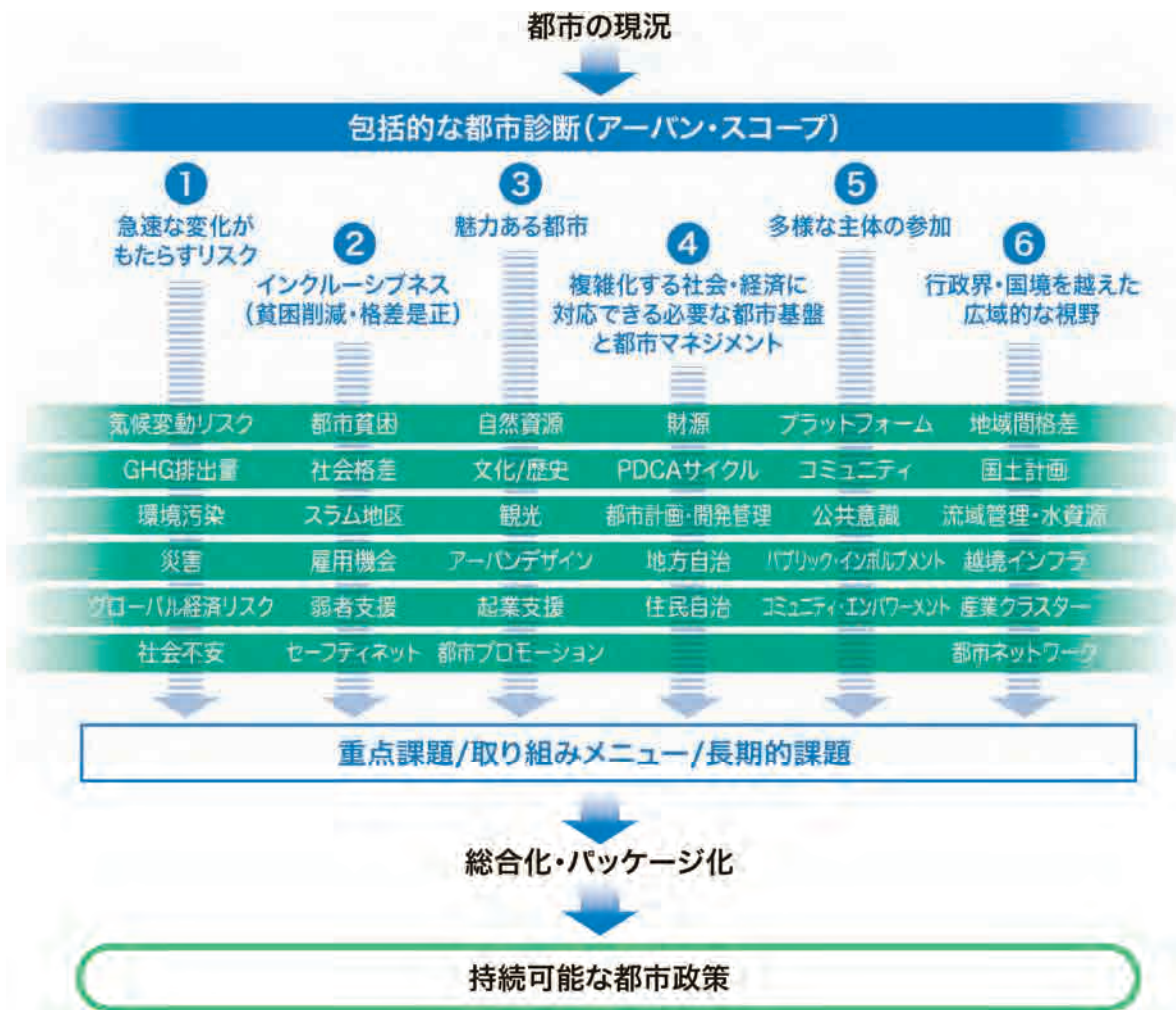 都市の現況
包括的な都市診断(アーバン・スコープ)
1
急速な変化が
もたらすリスク
2
インクルーシブネス
(貧困削減・格差是正)
3
魅力ある都市
4
複雑化する社会・経済に
対応できる必要な都市基盤
と都市マネジメント
5
多様な主体の参加
6
行政界・国境を越えた
広域的な視野
気候変動リスク 都市貧困 自然資源 財源 プラットフォーム 地域間格差
GHG排出量 社会格差 文化/歴史 PDCAサイクル コミュニティ 国土計画
環境汚染 スラム地区 観光 都市計画・開発管理 公共意識 流域管理・水資源
災害 雇用機会 アーバンデザイン 地方自治 パブリック・インボルブメント 越境インフラ
グローバル経済リスク 弱者支援 起業支援 住民自治 コミュニティ・エンパワーメント 産業クラスター
社会不安 セーフティネット 都市プロモーション 都市ネットワーク
重点課題/取り組みメニュー/長期的課題
総合化・パッケージ化
持続可能な都市政策